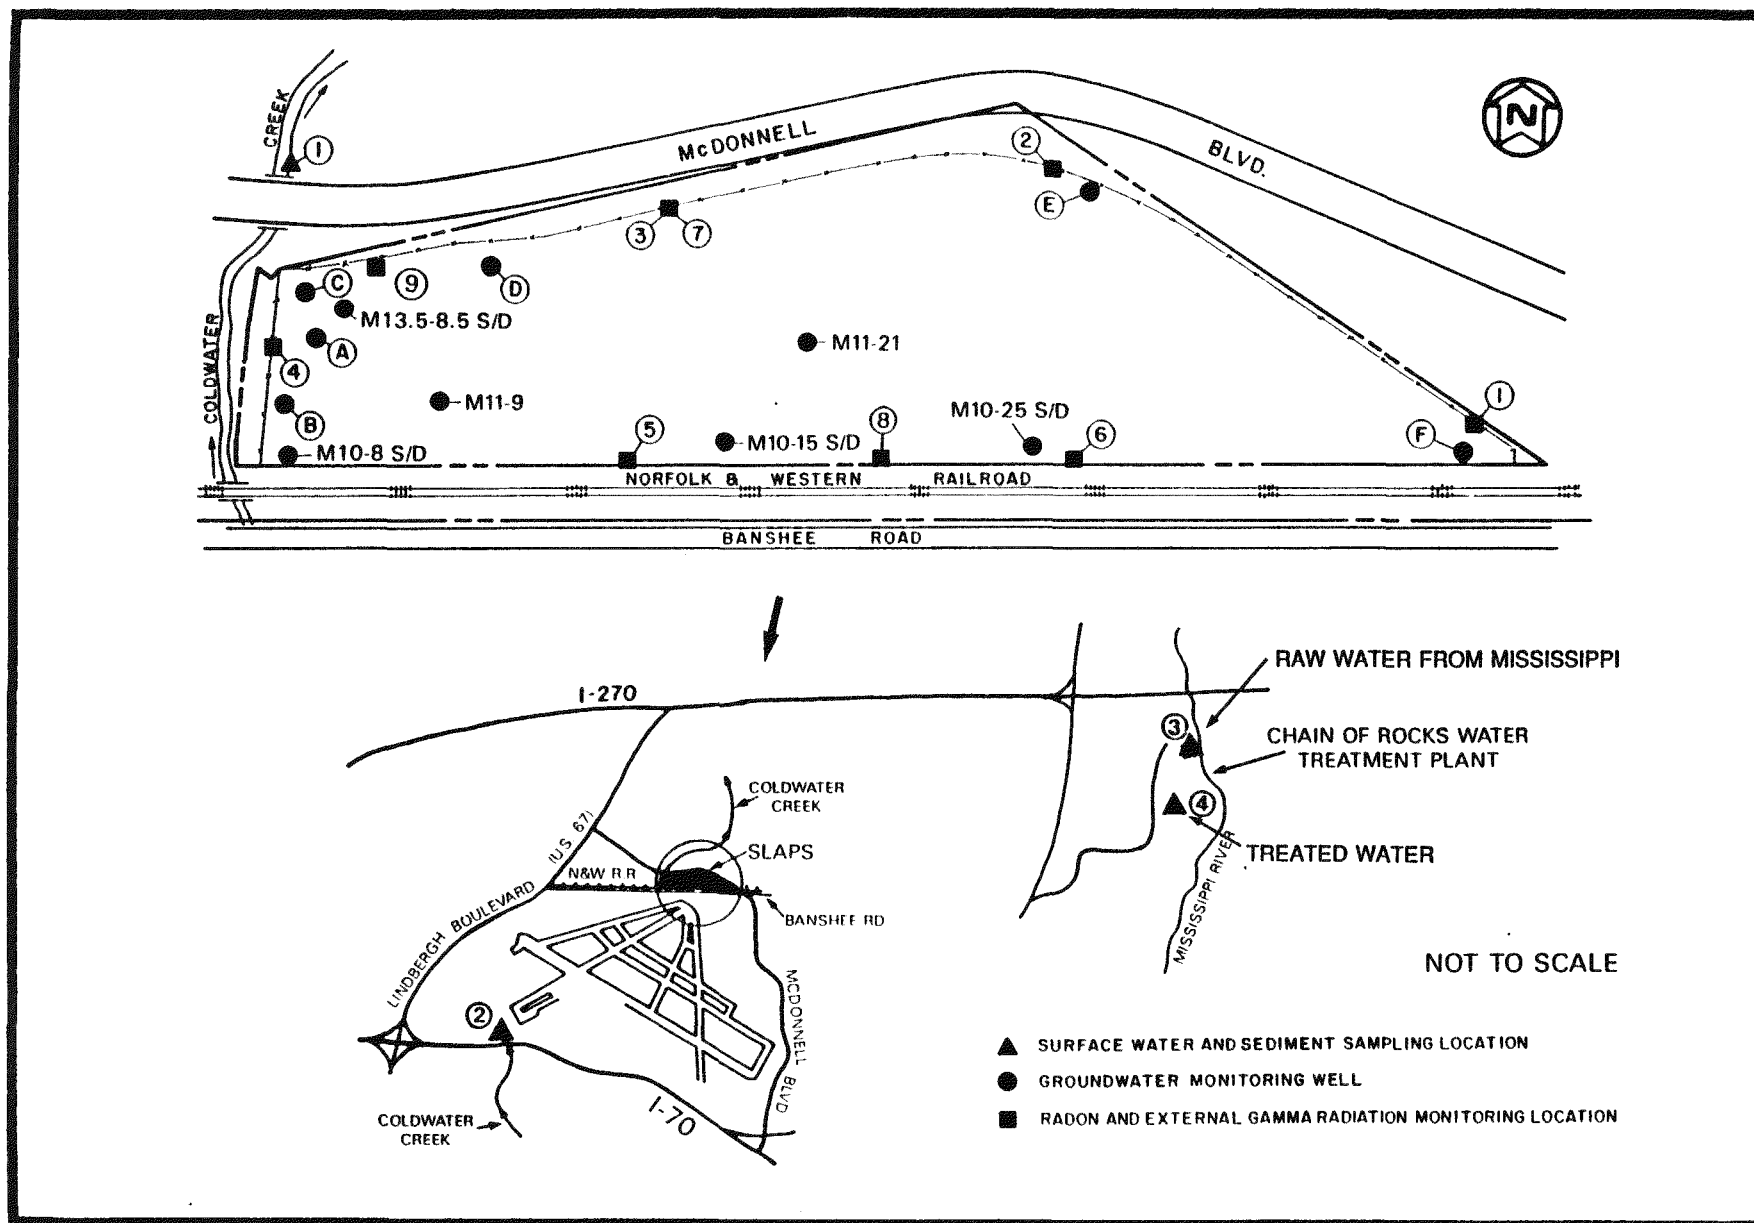 CREEK
1
McDONNELL
BLVD.
N
2
E
3
7
C
9
D
M13.5-8.5 S/D
A
4
M11-21
COLDWATER
B
M11-9
M10-25 S/D
1
5
M10-15 S/D
8
6
F
M10-8 S/D
NORFOLK & WESTERN RAILROAD
BANSHEE ROAD
I-270
RAW WATER FROM MISSISSIPPI
3
CHAIN OF ROCKS WATER
TREATMENT PLANT
4
TREATED WATER
MISSISSIPPI RIVER
COLDWATER
CREEK
(U S 67)
SLAPS
N&W R.R
BANSHEE RD
LINDBERGH BOULEVARD
MCDONNELL BLVD
2
I-70
COLDWATER
CREEK
NOT TO SCALE
SURFACE WATER AND SEDIMENT SAMPLING LOCATION
GROUNDWATER MONITORING WELL
RADON AND EXTERNAL GAMMA RADIATION MONITORING LOCATION